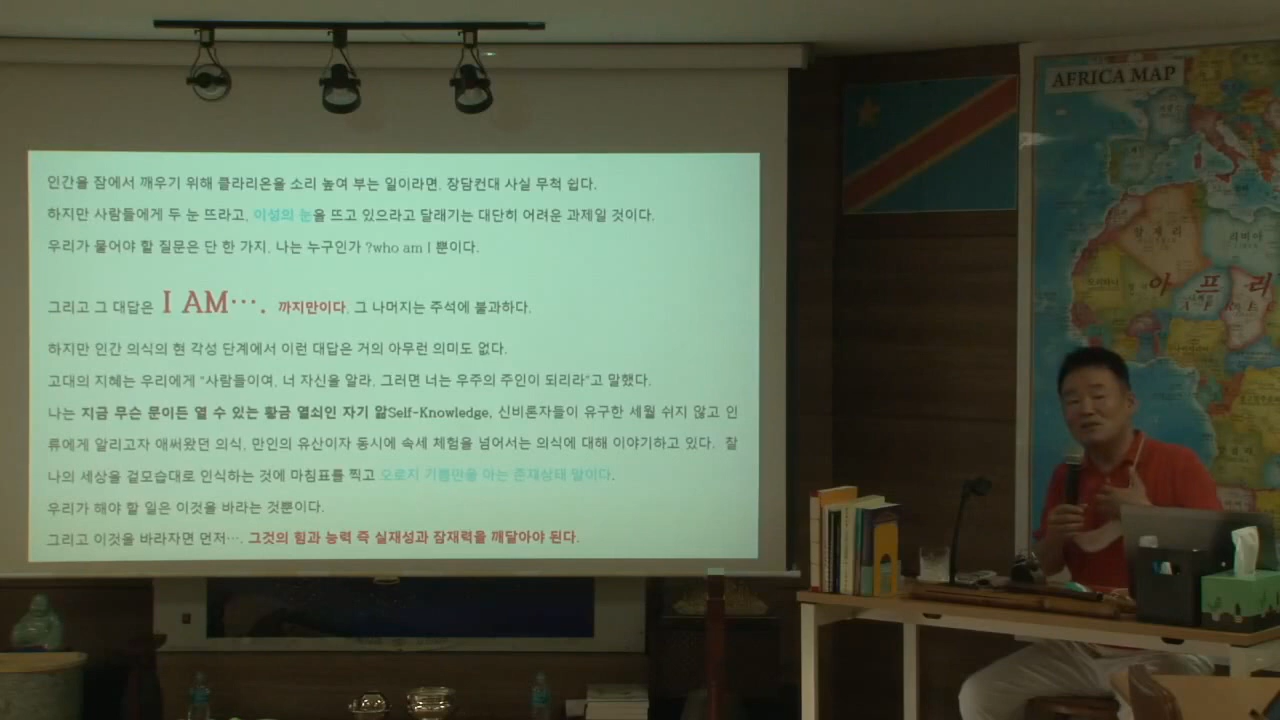 인간을 잠에서 깨우기 위해 클라리온을 소리 높여 부는 일이라면, 장담컨대 사실 무척 쉽다.
하지만 사람들에게 두 눈 뜨라고, 이성의 눈을 뜨고 있으라고 달래기는 대단히 어려운 과제일 것이다.
우리가 물어야 할 질문은 단 한 가지, 나는 누구인가 ?who am I 뿐이다.
그리고 그 대답은 I AM…. 까지만이다. 그 나머지는 주석에 불과하다.
하지만 인간 의식의 현 각성 단계에서 이런 대답은 거의 아무런 의미도 없다.
고대의 지혜는 우리에게 "사람들이여, 너 자신을 알라, 그러면 너는 우주의 주인이 되리라"고 말했다.
나는 지금 무슨 문이든 열 수 있는 황금 열쇠인 자기 앎Self-Knowledge, 신비론자들이 유구한 세월 쉬지 않고 인
류에게 알리고자 애써왔던 의식, 만인의 유산이자 동시에 속세 체험을 넘어서는 의식에 대해 이야기하고 있다. 찰
나의 세상을 겉모습대로 인식하는 것에 마침표를 찍고 오로지 기쁨만을 아는 존재상태 말이다.
우리가 해야 할 일은 이것을 바라는 것뿐이다.
그리고 이것을 바라자면 먼저…. 그것의 힘과 능력 즉 실재성과 잠재력을 깨달아야 된다.
AFRICA MAP
알 제 리
리비아
아 프 리